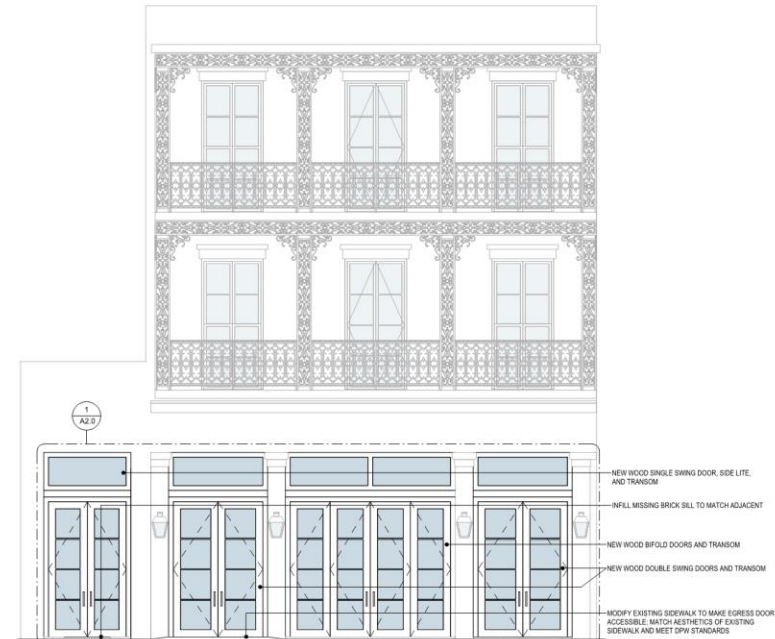 1
A2.0
NEW WOOD SINGLE SWING DOOR, SIDE LITE,
AND TRANSOM
INFILL MISSING BRICK SILL TO MATCH ADJACENT
NEW WOOD BIFOLD DOORS AND TRANSOM
NEW WOOD DOUBLE SWING DOORS AND TRANSOM
MODIFY EXISTING SIDEWALK TO MAKE EGRESS DOOR
ACCESSIBLE; MATCH AESTHETICS OF EXISTING
SIDEWALK AND MEET DPW STANDARDS